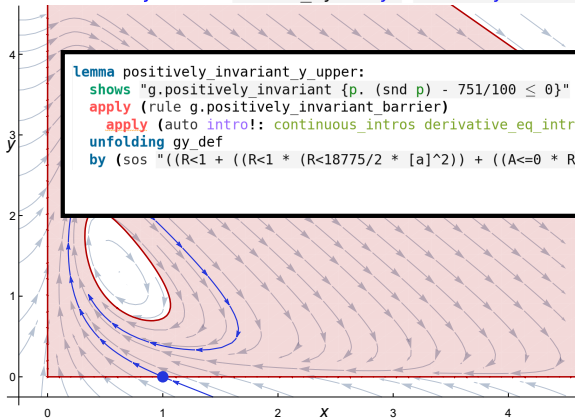 4
lemma positively_invariant_y_upper:
shows "g.positively_invariant {p. (snd p) - 751/100 ≤ 0}"
apply (rule g.positively_invariant_barrier)
apply (auto intro!: continuous_intros derivative_eq_intr
unfolding gy_def
by (sos "((R<1 + ((R<1 * (R<18775/2 * [a]^2)) + ((A<=0 * R
3
y
2
1
0
0 1 2 x 3 4